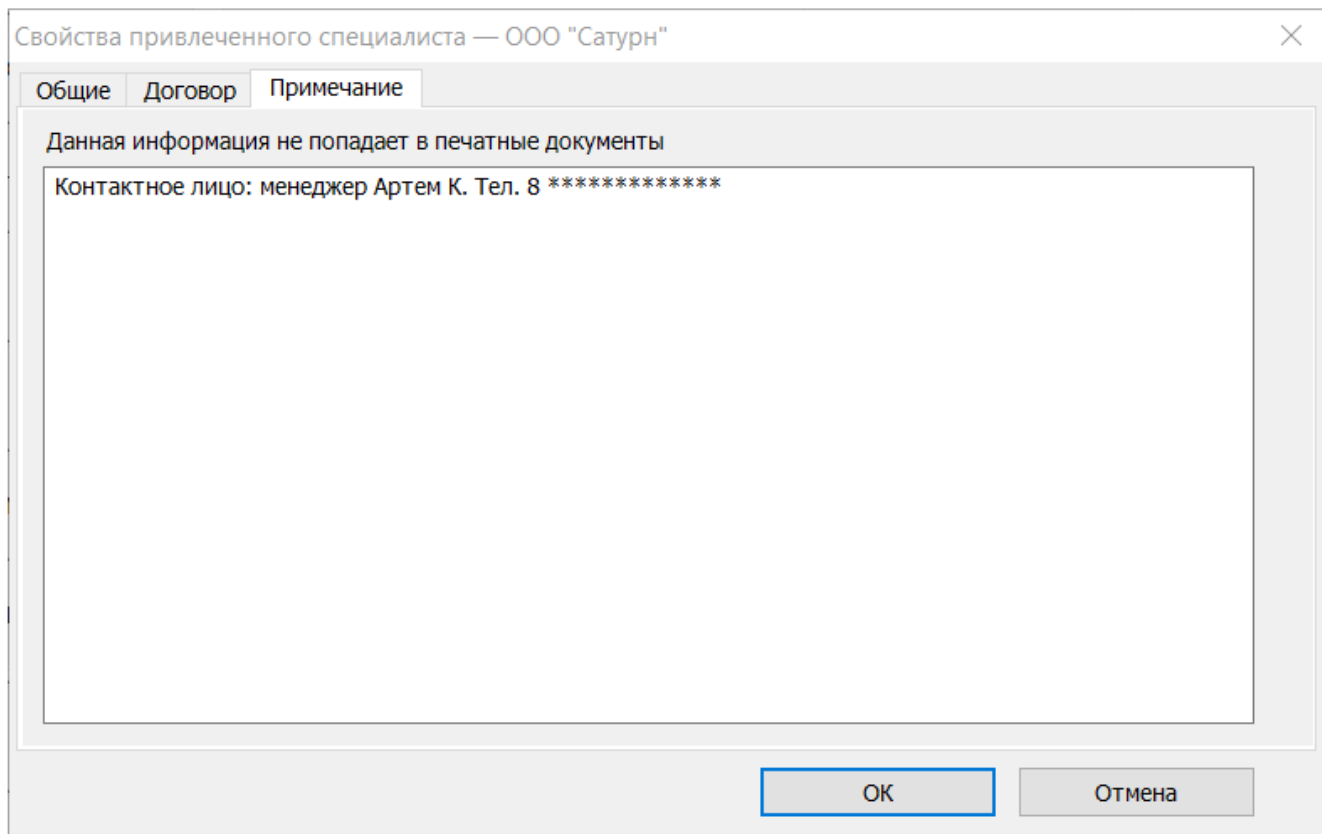 Свойства привлеченного специалиста — ООО "Сатурн"
Общие Договор Примечание
Данная информация не попадает в печатные документы
Контактное лицо: менеджер Артем К. Тел. 8 *************
ОК Отмена